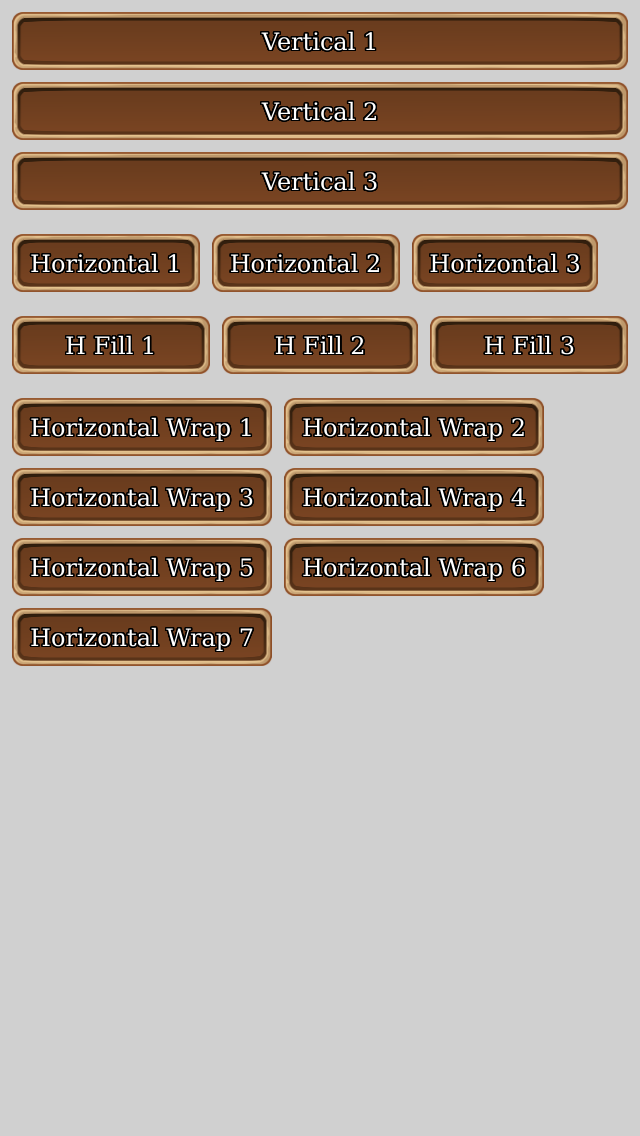 Vertical 1
Vertical 2
Vertical 3
Horizontal 1 Horizontal 2 Horizontal 3
H Fill 1 H Fill 2 H Fill 3
Horizontal Wrap 1 Horizontal Wrap 2
Horizontal Wrap 3 Horizontal Wrap 4
Horizontal Wrap 5 Horizontal Wrap 6
Horizontal Wrap 7